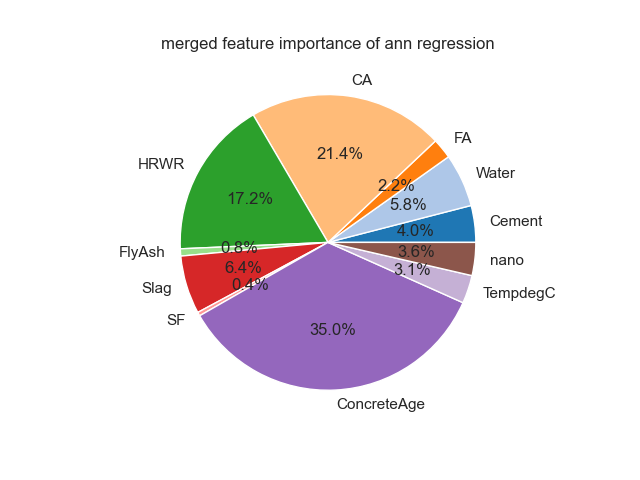 merged feature importance of ann regression
CA
FA
HRWR
21.4%
Water
2.2%
17.2%
5.8%
Cement
4.0%
0.8%
FlyAsh
3.6%
nano
6.4%
3.1%
Slag
0.4%
TempdegC
SF
35.0%
ConcreteAge